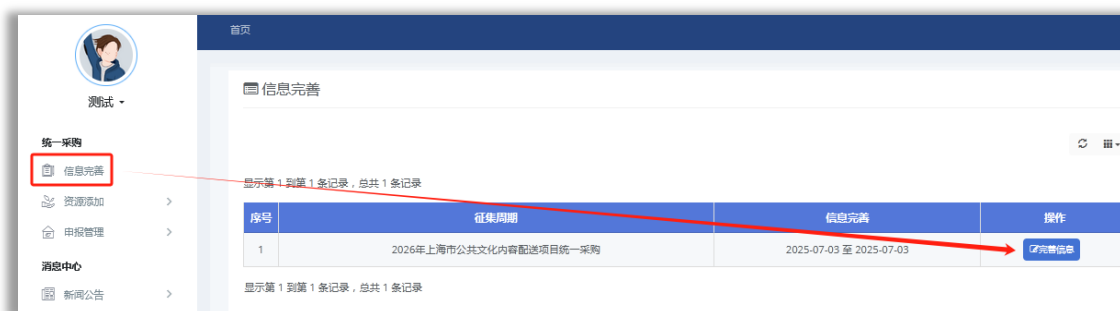 首页
测试
统一采购
信息完善
资源添加
申报管理
消息中心
新闻公告
信息完善
显示第 1 到第 1 条记录，总共 1 条记录
序号 征集周期 信息完善 操作
1 2026年上海市公共文化内容配送项目统一采购 2025-07-03 至 2025-07-03 完善信息
显示第 1 到第 1 条记录，总共 1 条记录